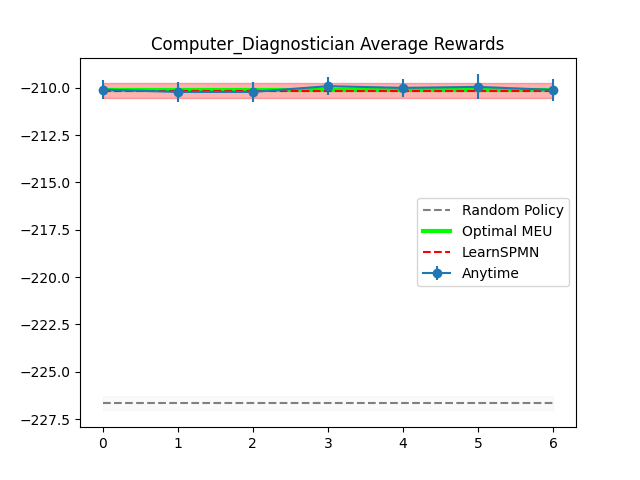 Computer_Diagnostician Average Rewards
−210.0
−212.5
−215.0
−217.5
−220.0
−222.5
−225.0
−227.5
Random Policy
Optimal MEU
LearnSPMN
Anytime
0 1 2 3 4 5 6